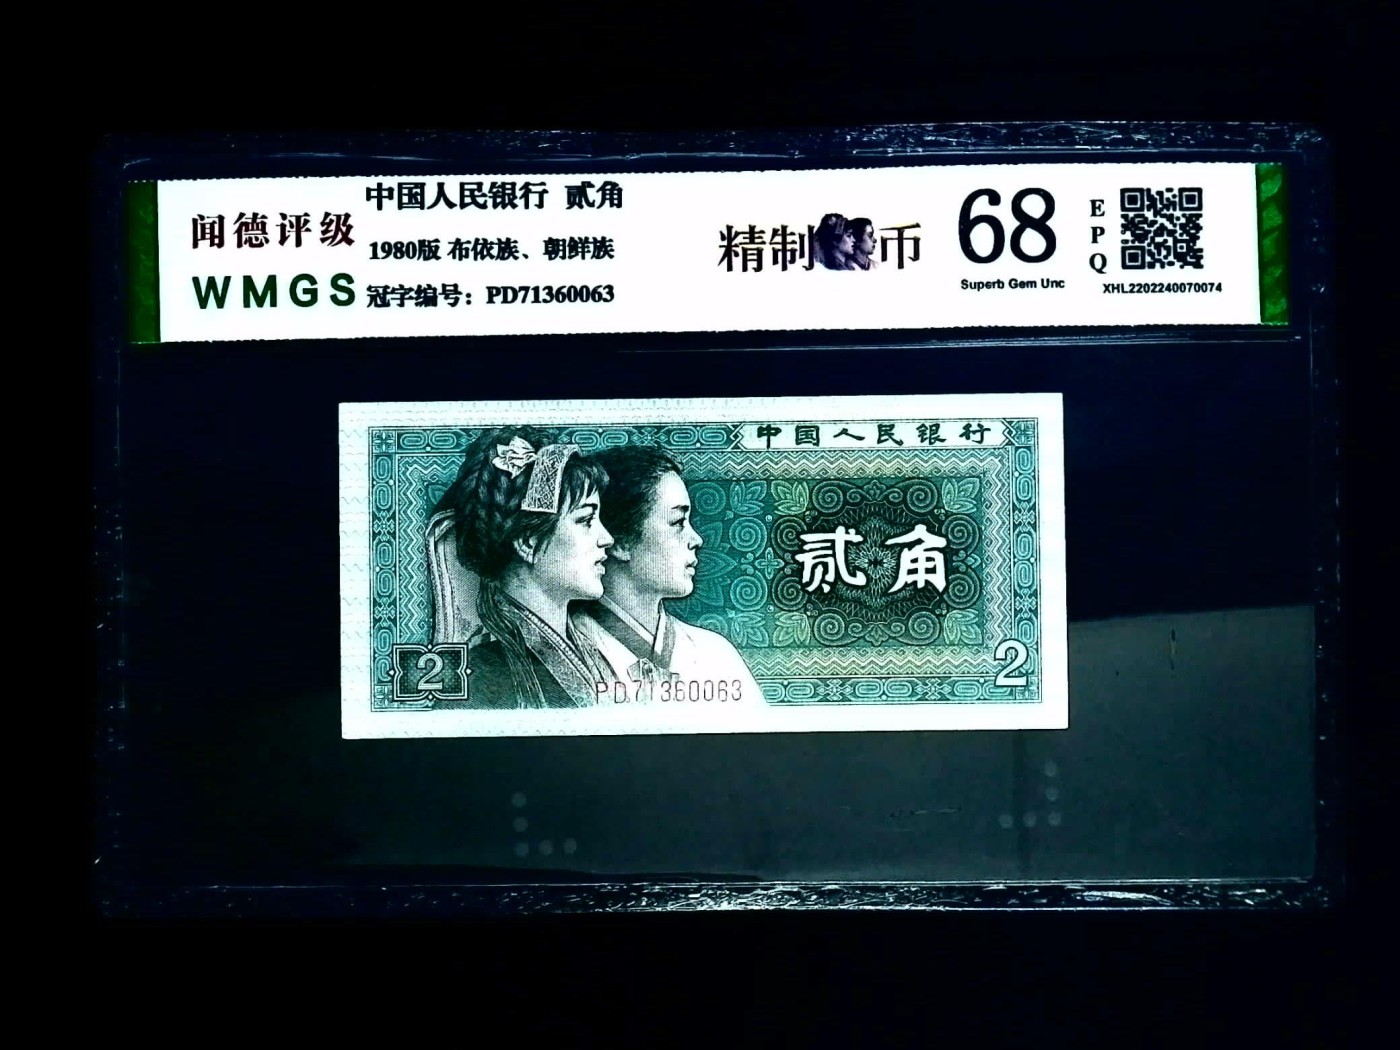 闻德评级
WMGS
中国人民银行 贰角
1980版 布依族、朝鲜族
冠字编号：PD71360063
精制币
68
Superb Gem Unc
EPQ
XHL2202240070074
中国人民银行
贰角
2
PD71360063
2